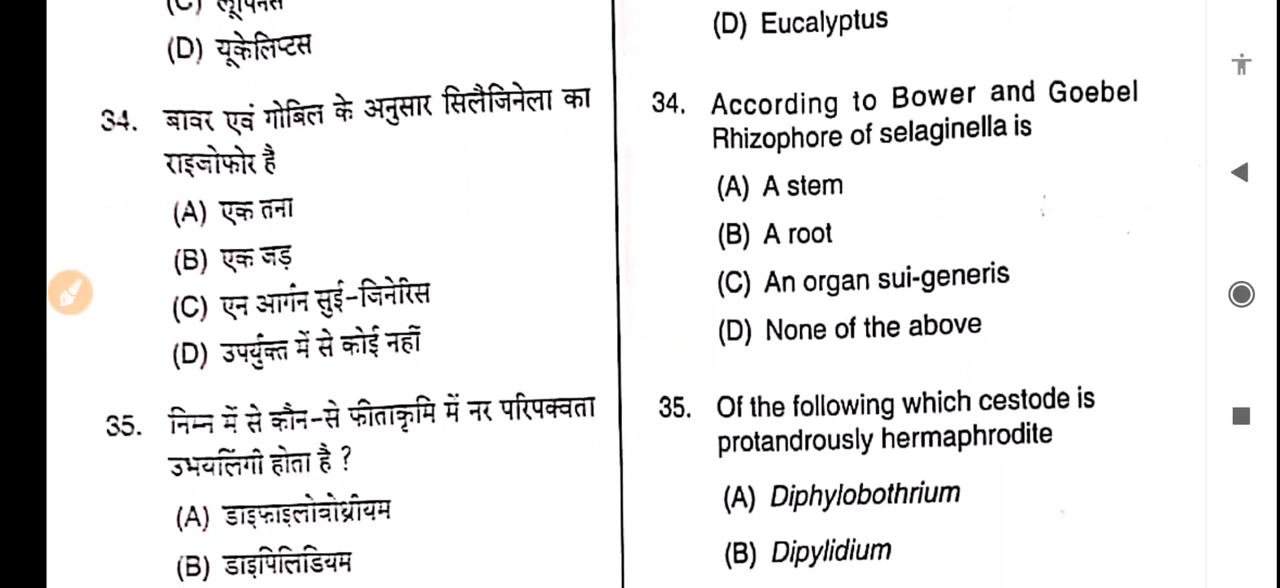 (C) लूपिनस
(D) यूकेलिप्टस
34. बावर एवं गोबिल के अनुसार सिलैजिनेला का
राइजोफोर है
(A) एक तना
(B) एक जड़
(C) एन आर्गन सुई-जिनेरिस
(D) उपर्युक्त में से कोई नहीं
35. निम्न में से कौन-से फीताकृमि में नर परिपक्वता
उभयलिंगी होता है ?
(A) डाइफाइलोवोथ्रीयम
(B) डाइपिलिडियम
(D) Eucalyptus
34. According to Bower and Goebel
Rhizophore of selaginella is
(A) A stem
(B) A root
(C) An organ sui-generis
(D) None of the above
35. Of the following which cestode is
protandrously hermaphrodite
(A) Diphylobothrium
(B) Dipylidium